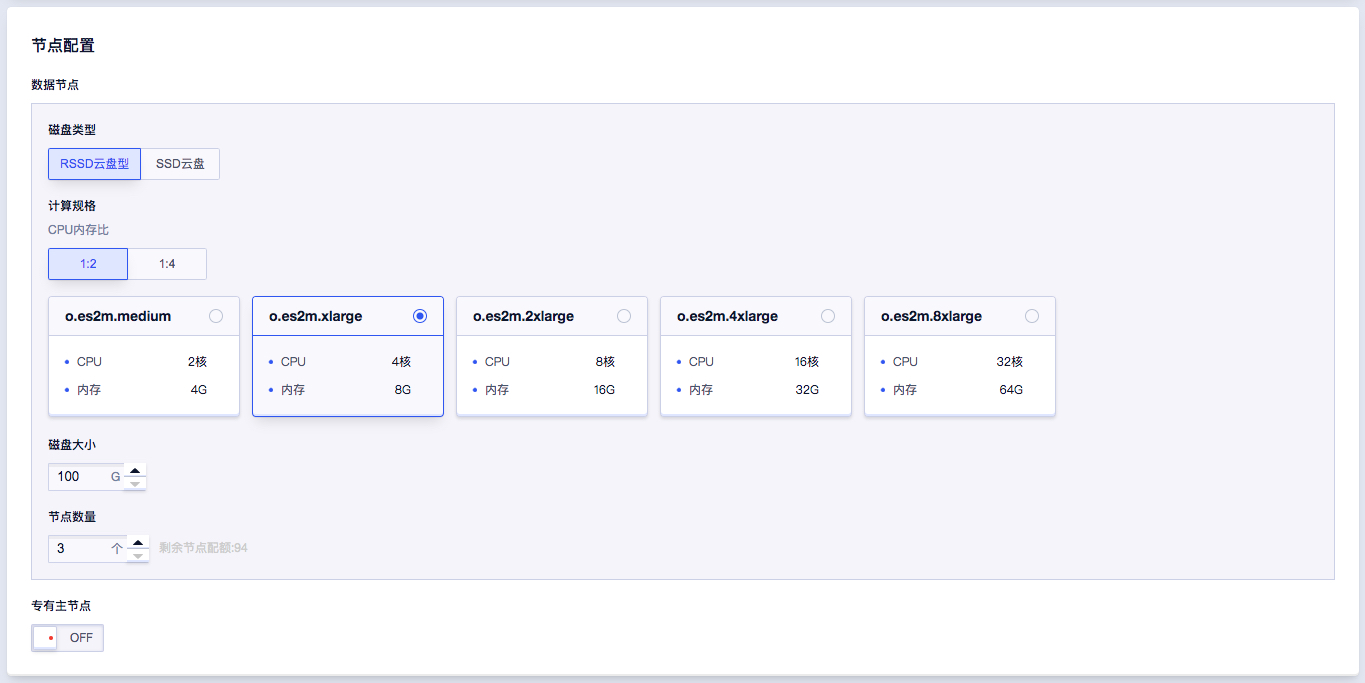 节点配置
数据节点
磁盘类型
RSSD云盘型 SSD云盘
计算规格
CPU内存比
1:2 1:4
o.es2m.medium o.es2m.xlarge o.es2m.2xlarge o.es2m.4xlarge o.es2m.8xlarge
CPU 2核 CPU 4核 CPU 8核 CPU 16核 CPU 32核
内存 4G 内存 8G 内存 16G 内存 32G 内存 64G
磁盘大小
100 G
节点数量
3 个 剩余节点配额:94
专有主节点
OFF